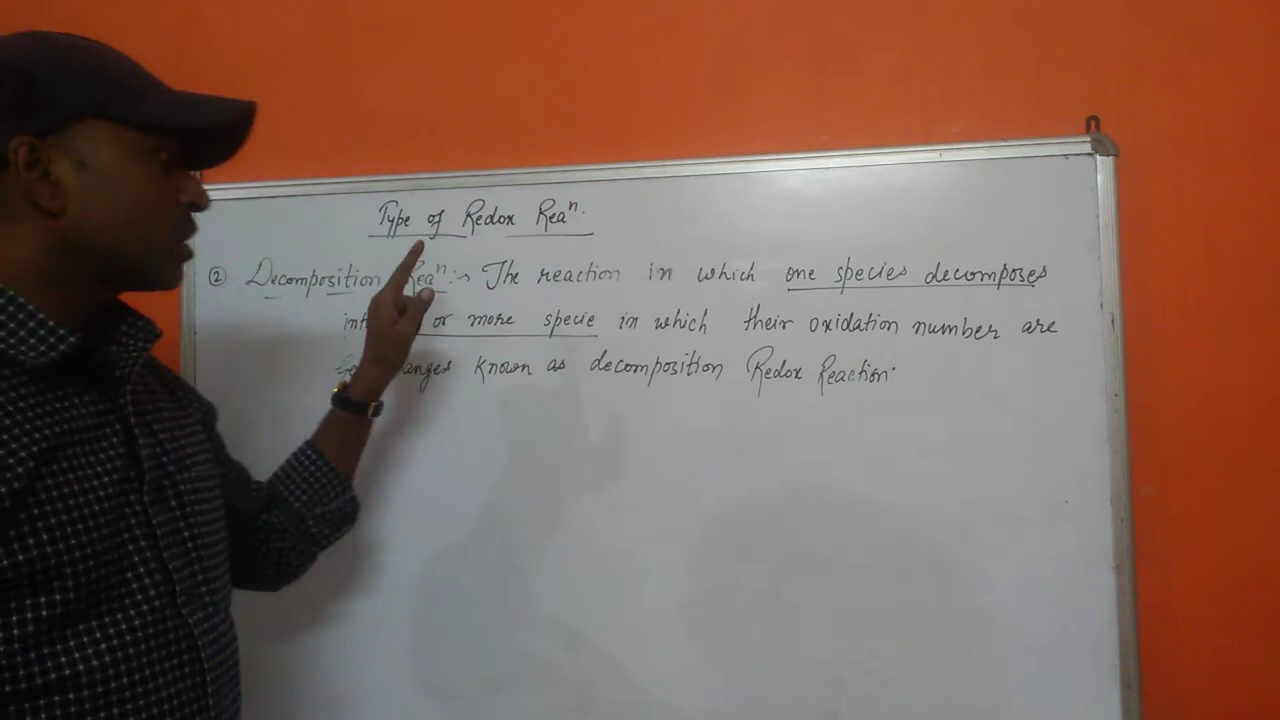 Type of Redox Reaⁿ.
② Decomposition Reaⁿ :- The reaction in which one species decomposes
or more specie in which their oxidation number are
known as decomposition Redox Reaction.